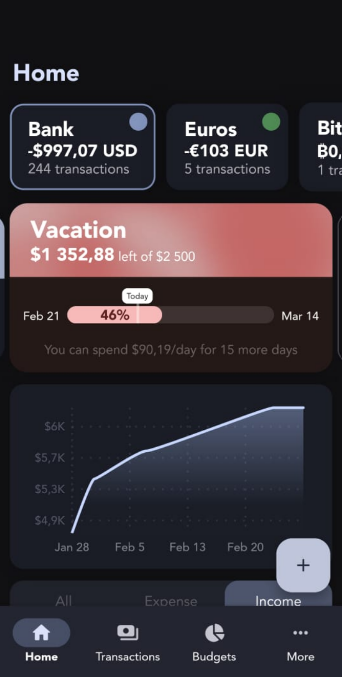 Home
Bank
-$997,07 USD
244 transactions
Euros
-€103 EUR
5 transactions
Bit
₿0,
1 tra
Vacation
$1 352,88 left of $2 500
Today
Feb 21
46%
Mar 14
You can spend $90,19/day for 15 more days
$6K
$5,7K
$5,3K
$4,9K
Jan 28
Feb 5
Feb 13
Feb 20
+
All
Expense
Income
Home
Transactions
Budgets
More